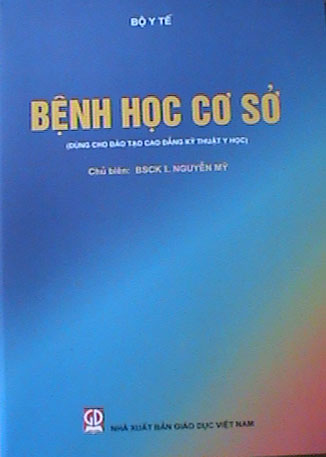 BỘ Y TẾ
BỆNH HỌC CƠ SỞ
(DÙNG CHO ĐÀO TẠO CAO ĐẲNG KỸ THUẬT Y HỌC)
Chủ biên: BSCK I. NGUYỄN MỸ
GD
NHÀ XUẤT BẢN GIÁO DỤC VIỆT NAM